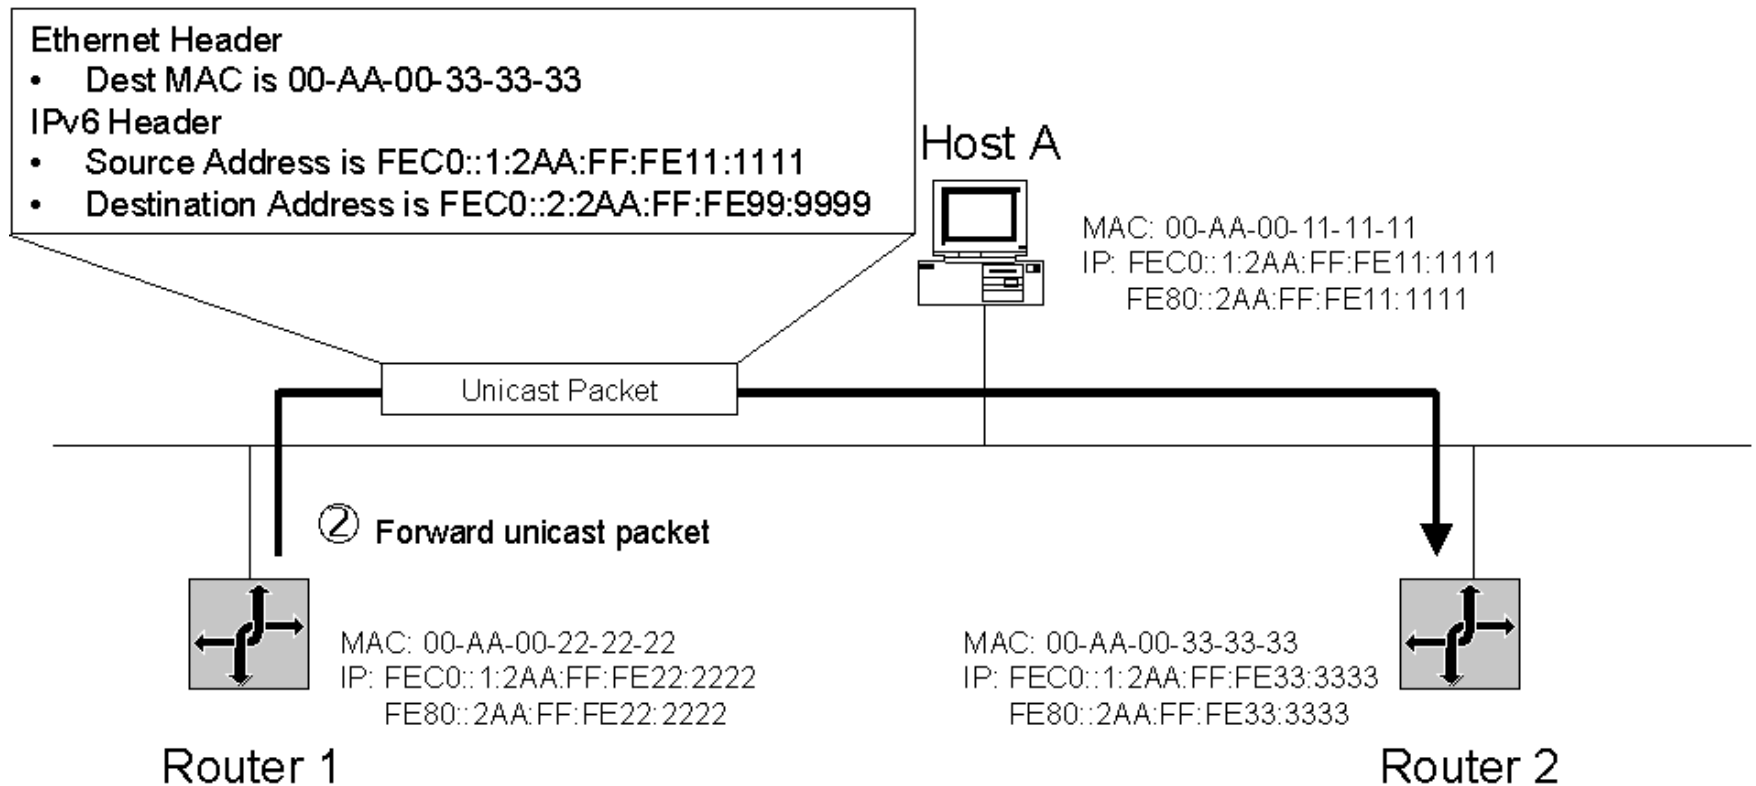 Ethernet Header
• Dest MAC is 00-AA-00-33-33-33
IPv6 Header
• Source Address is FEC0::1:2AA:FF:FE11:1111
• Destination Address is FEC0::2:2AA:FF:FE99:9999
Host A
MAC: 00-AA-00-11-11-11
IP: FEC0::1:2AA:FF:FE11:1111
FE80::2AA:FF:FE11:1111
Unicast Packet
② Forward unicast packet
MAC: 00-AA-00-22-22-22
IP: FEC0::1:2AA:FF:FE22:2222
FE80::2AA:FF:FE22:2222
Router 1
MAC: 00-AA-00-33-33-33
IP: FEC0::1:2AA:FF:FE33:3333
FE80::2AA:FF:FE33:3333
Router 2